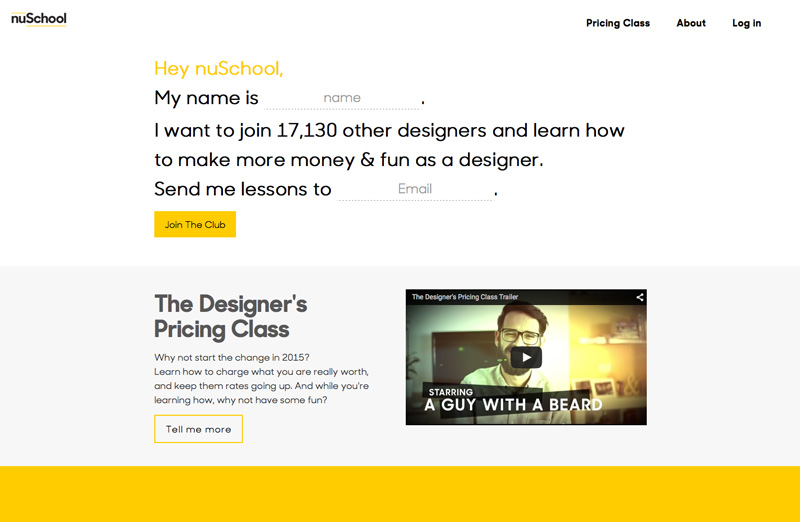 nuSchool
Pricing Class About Log in
Hey nuSchool,
My name is name .
I want to join 17,130 other designers and learn how
to make more money & fun as a designer.
Send me lessons to Email .
Join The Club
The Designer's
Pricing Class
Why not start the change in 2015?
Learn how to charge what you are really worth,
and keep them rates going up. And while you're
learning how, why not have some fun?
Tell me more
The Designer's Pricing Class Trailer
STARRING
A GUY WITH A BEARD